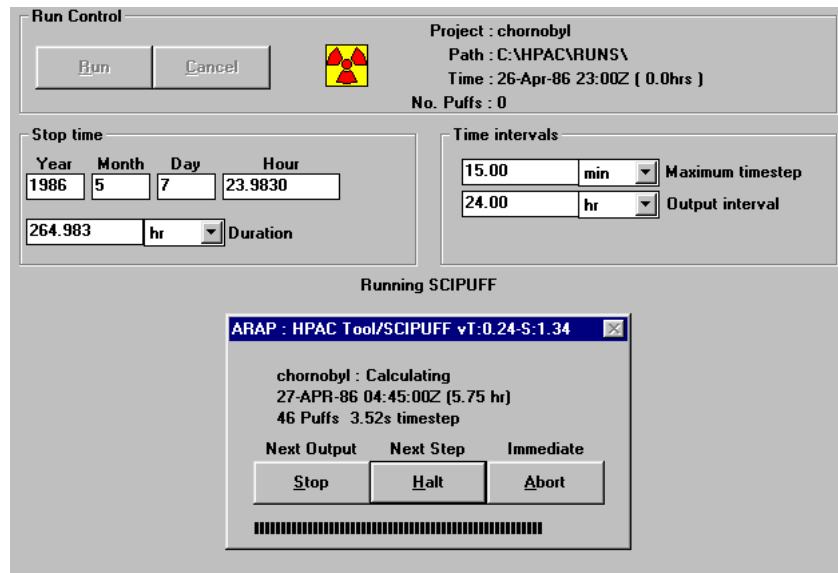 Run Control
Run
Cancel
Project : chornobyl
Path : C:\HPAC\RUNS\
Time : 26-Apr-86 23:00Z ( 0.0hrs )
No. Puffs : 0
Stop time
Year Month Day Hour
1986 5 7 23.9830
264.983 hr Duration
Time intervals
15.00 min Maximum timestep
24.00 hr Output interval
Running SCIPUFF
ARAP : HPAC Tool/SCIPUFF vT:0.24-S:1.34
chornobyl : Calculating
27-APR-86 04:45:00Z (5.75 hr)
46 Puffs 3.52s timestep
Next Output Next Step Immediate
Stop Halt Abort